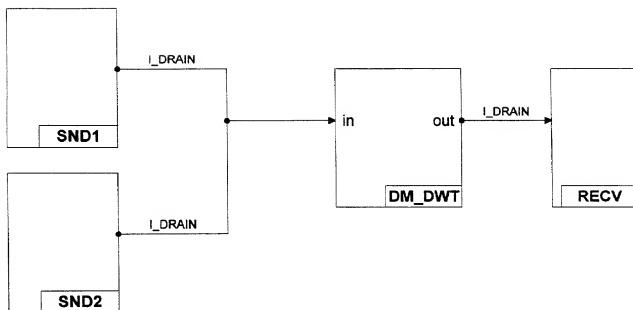 I_DRAIN
SND1
in
out
I_DRAIN
DM_DWT
RECV
I_DRAIN
SND2